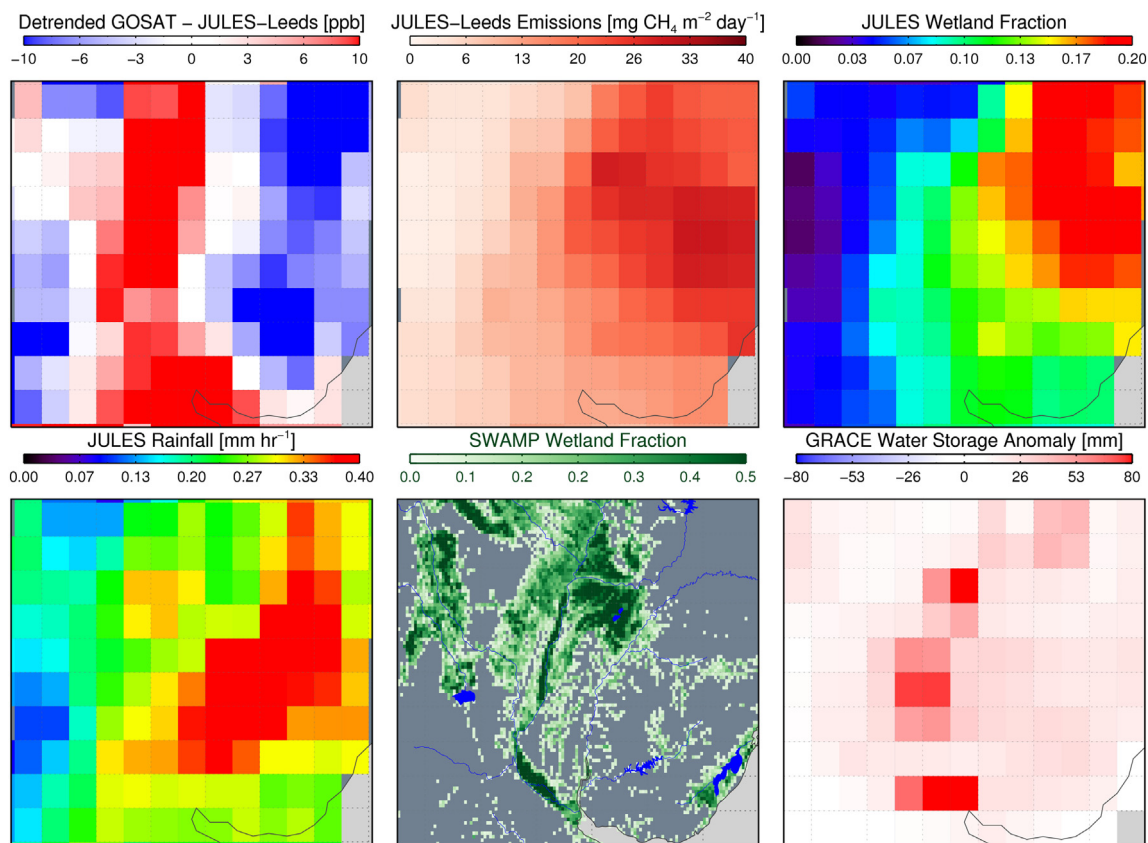 Detrended GOSAT − JULES−Leeds [ppb]
−10 −6 −3 0 3 6 10
JULES−Leeds Emissions [mg CH₄ m⁻² day⁻¹]
0 6 13 20 26 33 40
JULES Wetland Fraction
0.00 0.03 0.07 0.10 0.13 0.17 0.20
JULES Rainfall [mm hr⁻¹]
0.00 0.07 0.13 0.20 0.27 0.33 0.40
SWAMP Wetland Fraction
0.0 0.1 0.2 0.2 0.3 0.4 0.5
GRACE Water Storage Anomaly [mm]
−80 −53 −26 0 26 53 80